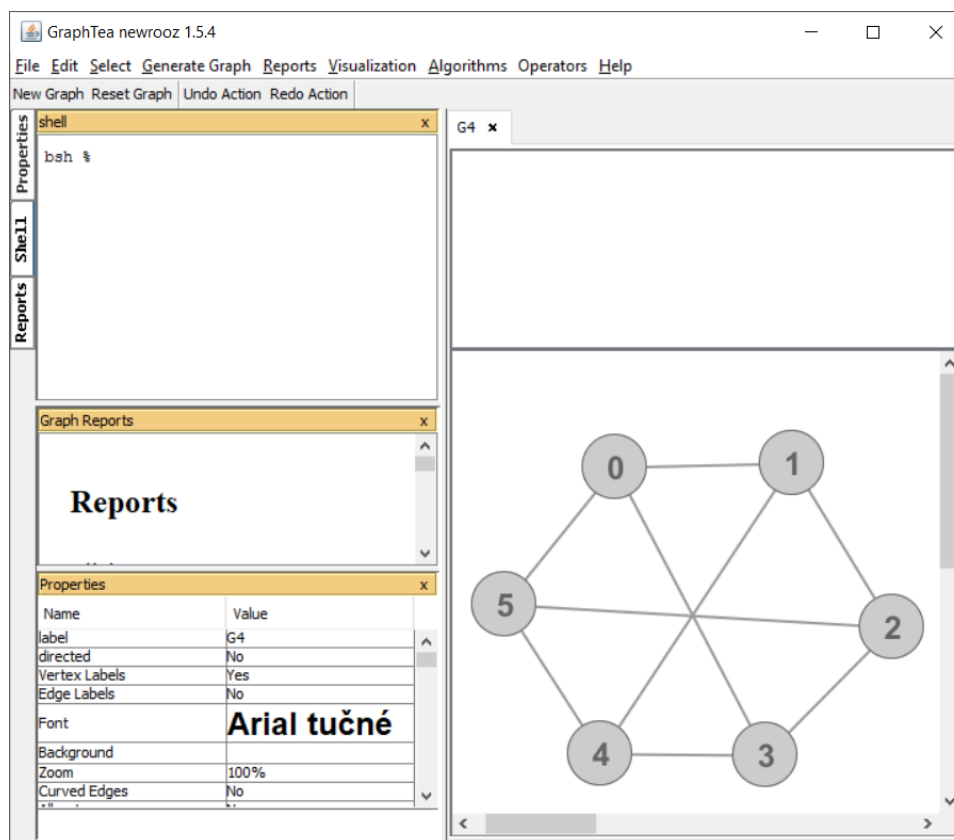 GraphTea newrooz 1.5.4
File Edit Select Generate Graph Reports Visualization Algorithms Operators Help
New Graph Reset Graph Undo Action Redo Action
Properties
Shell
Reports
shell x
bsh %
Graph Reports x
Reports
Properties x
Name Value
label G4
directed No
Vertex Labels Yes
Edge Labels No
Font Arial tučné
Background
Zoom 100%
Curved Edges No
G4 x
0 1
5 2
4 3